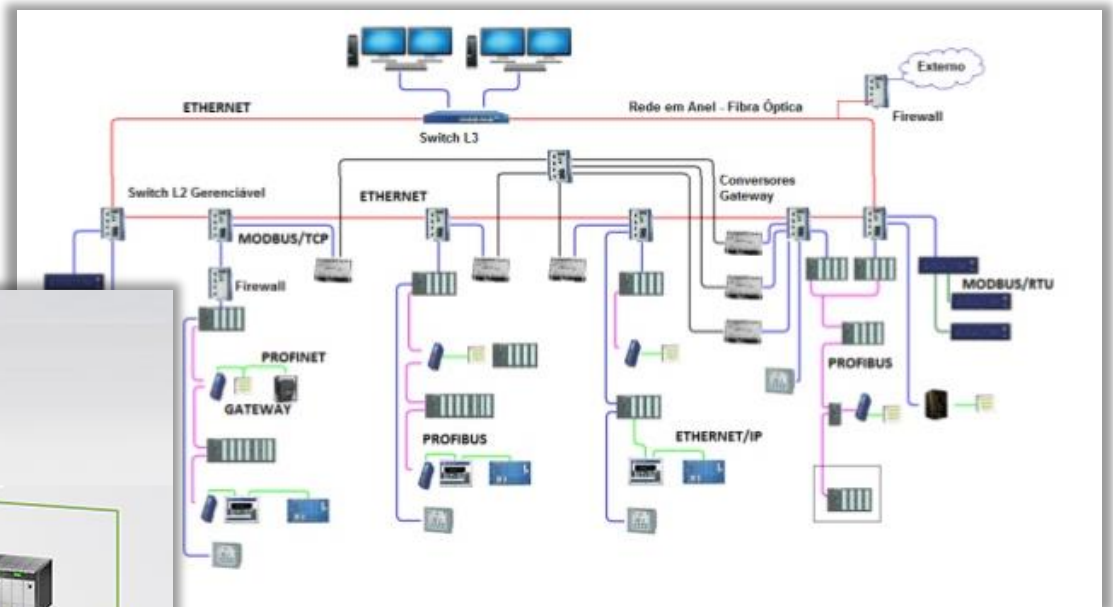 Externo
ETHERNET
Rede em Anel - Fibra Óptica
Firewall
Switch L3
Switch L2 Gerenciável
ETHERNET
Conversores
Gateway
MODBUS/TCP
Firewall
MODBUS/RTU
PROFINET
PROFIBUS
GATEWAY
PROFIBUS
ETHERNET/IP